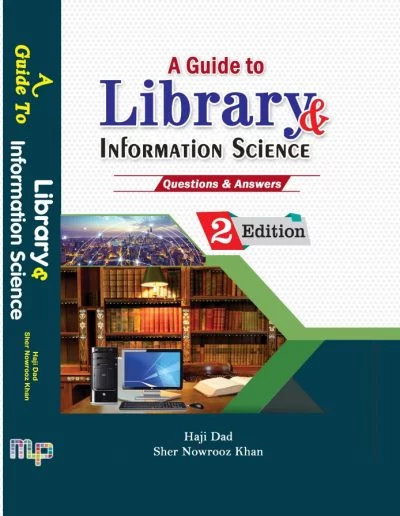 A Guide To
Library &
Information Science
Haji Dad
Sher Nowrooz Khan
mp
A Guide to
Library &
INFORMATION SCIENCE
Questions & Answers
2 Edition
Haji Dad
Sher Nowrooz Khan